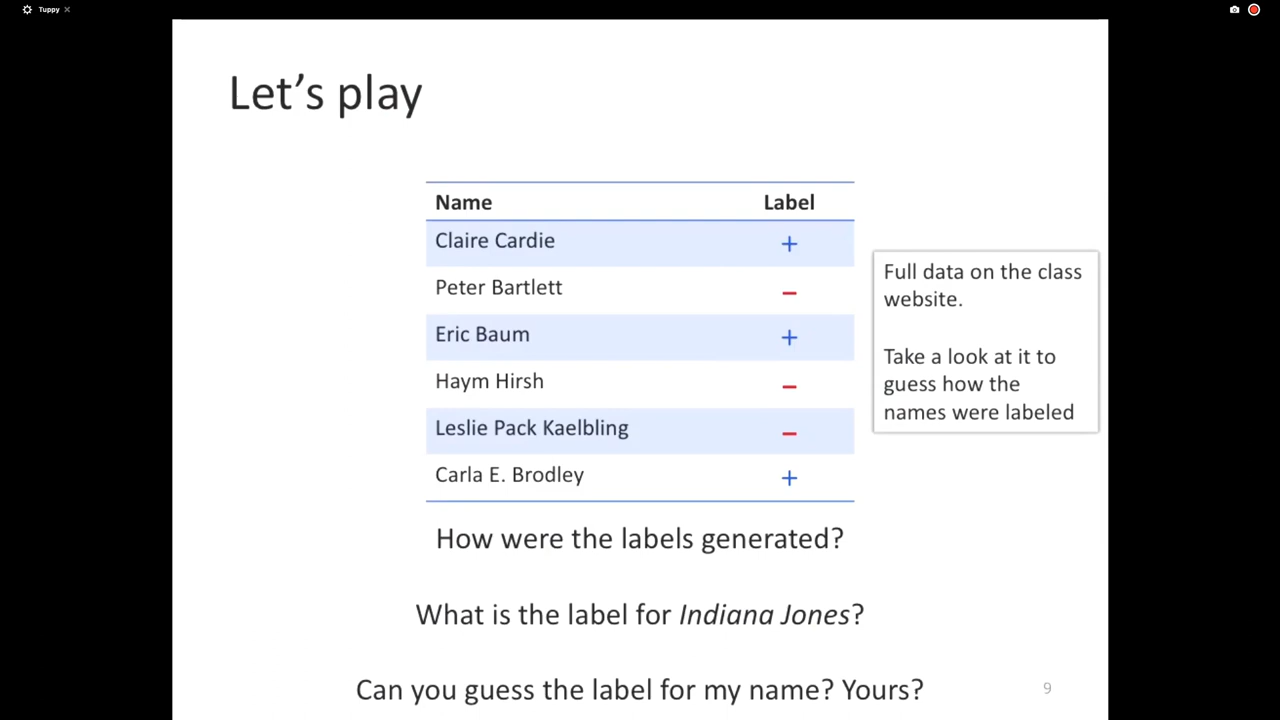 Tuppy ×
Let's play
Name Label
Claire Cardie +
Peter Bartlett −
Eric Baum +
Haym Hirsh −
Leslie Pack Kaelbling −
Carla E. Brodley +
Full data on the class
website.
Take a look at it to
guess how the
names were labeled
How were the labels generated?
What is the label for Indiana Jones?
Can you guess the label for my name? Yours?
9